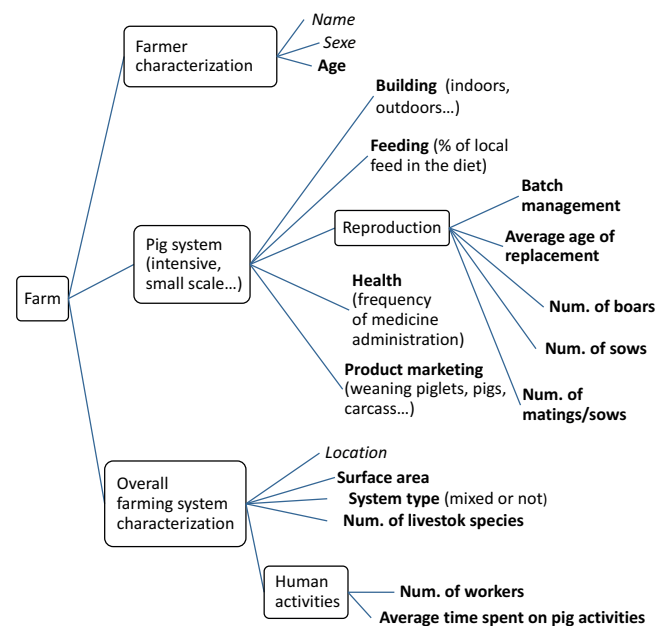 Name
Sexe
Age
Farmer
characterization
Building (indoors,
outdoors...)
Feeding (% of local
feed in the diet)
Batch
management
Reproduction
Average age of
replacement
Pig system
(intensive,
small scale...)
Health
(frequency
of medicine
administration)
Farm
Num. of boars
Num. of sows
Product marketing
(weaning piglets, pigs,
carcass...)
Num. of
matings/sows
Location
Overall
farming system
characterization
Surface area
System type (mixed or not)
Num. of livestok species
Human
activities
Num. of workers
Average time spent on pig activities